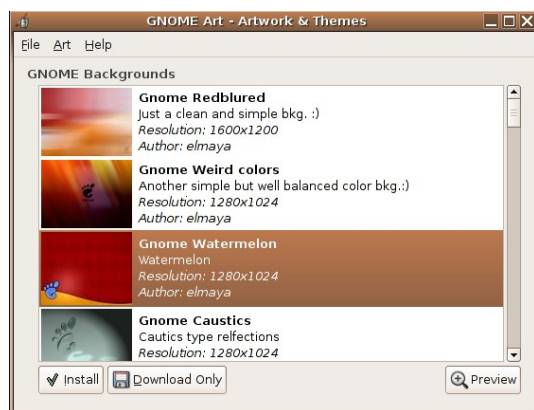 GNOME Art - Artwork & Themes
File Art Help
GNOME Backgrounds
Gnome Redblured
Just a clean and simple bkg. :)
Resolution: 1600x1200
Author: elmaya
Gnome Weird colors
Another simple but well balanced color bkg.:)
Resolution: 1280x1024
Author: elmaya
Gnome Watermelon
Watermelon
Resolution: 1280x1024
Author: elmaya
Gnome Caustics
Cautics type relfections
Resolution: 1280x1024
Install Download Only Preview